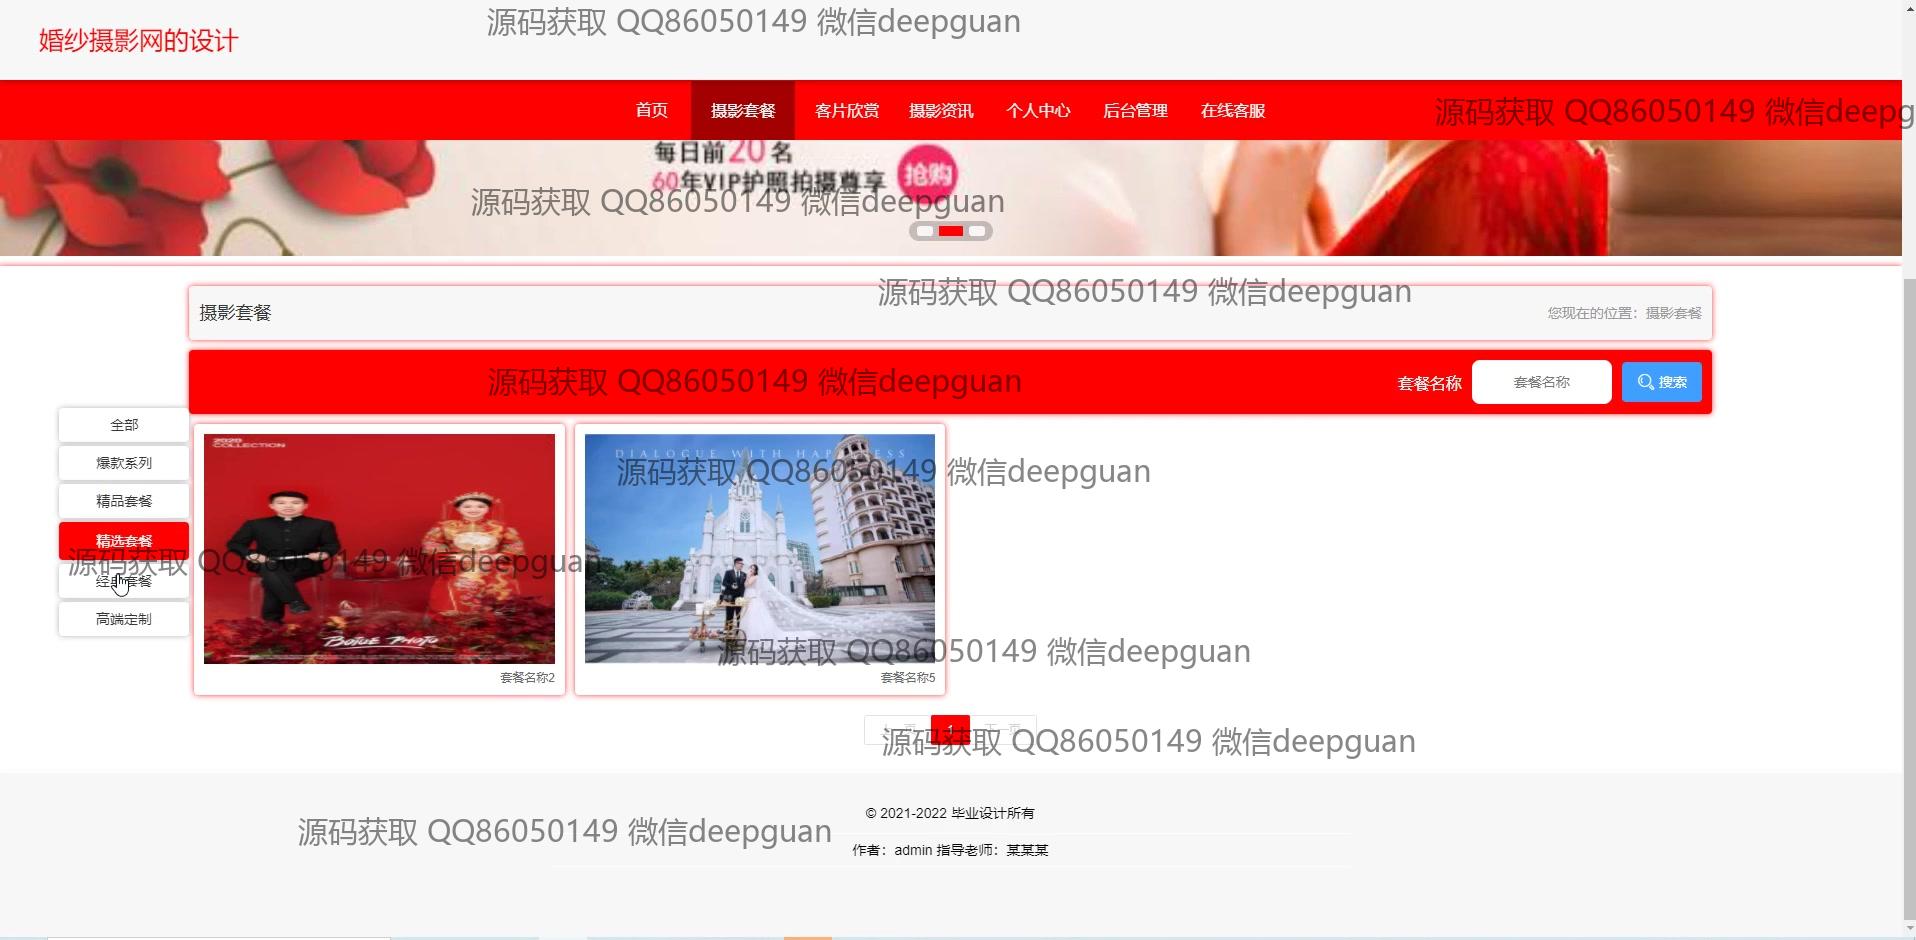 源码获取 QQ86050149 微信deepguan
婚纱摄影网的设计
首页 摄影套餐 客片欣赏 摄影资讯 个人中心 后台管理 在线客服
源码获取 QQ86050149 微信deepg
每日前20名
60年VIP护照拍摄尊享
抢购
源码获取 QQ86050149 微信deepguan
源码获取 QQ86050149 微信deepguan
摄影套餐
您现在的位置：摄影套餐
源码获取 QQ86050149 微信deepguan
套餐名称 套餐名称 搜索
全部
爆款系列
精品套餐
精选套餐
高端定制
2020
COLLECTION
DIALOGUE WITH HAPPINESS
源码获取 QQ86050149 微信deepguan
源码获取 QQ86050149 微信deepguan
BOTUE PHOTO
源码获取 QQ86050149 微信deepguan
套餐名称2
套餐名称5
1
源码获取 QQ86050149 微信deepguan
© 2021-2022 毕业设计所有
源码获取 QQ86050149 微信deepguan
作者：admin 指导老师：某某某